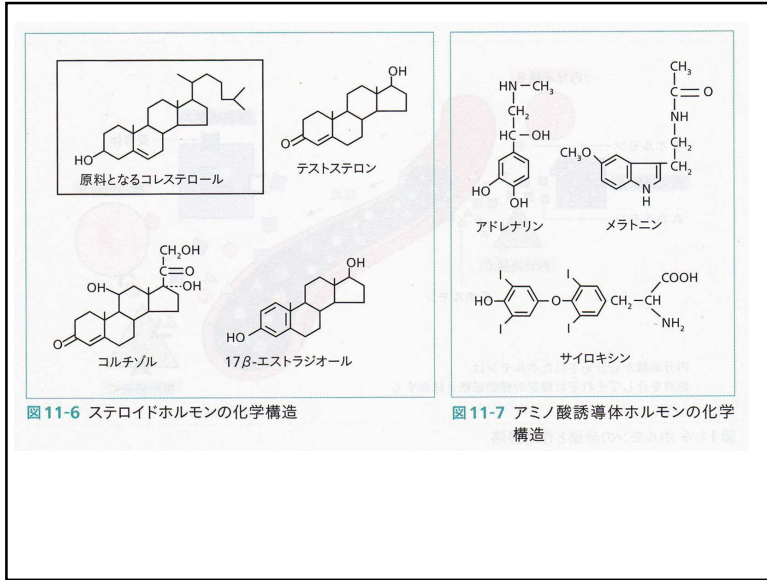 HO
原料となるコレステロール
OH
O
テストステロン
CH₂OH
C=O
HO
OH
O
コルチゾル
OH
HO
17β-エストラジオール
図11-6 ステロイドホルモンの化学構造
HN—CH₃
CH₂
C—OH
HO
OH
アドレナリン
CH₃
C=O
NH
CH₂
CH₂
CH₃O
N
H
メラトニン
I
I
COOH
HO
O
CH₂—CH
I
I
NH₂
サイロキシン
図11-7 アミノ酸誘導体ホルモンの化学
構造